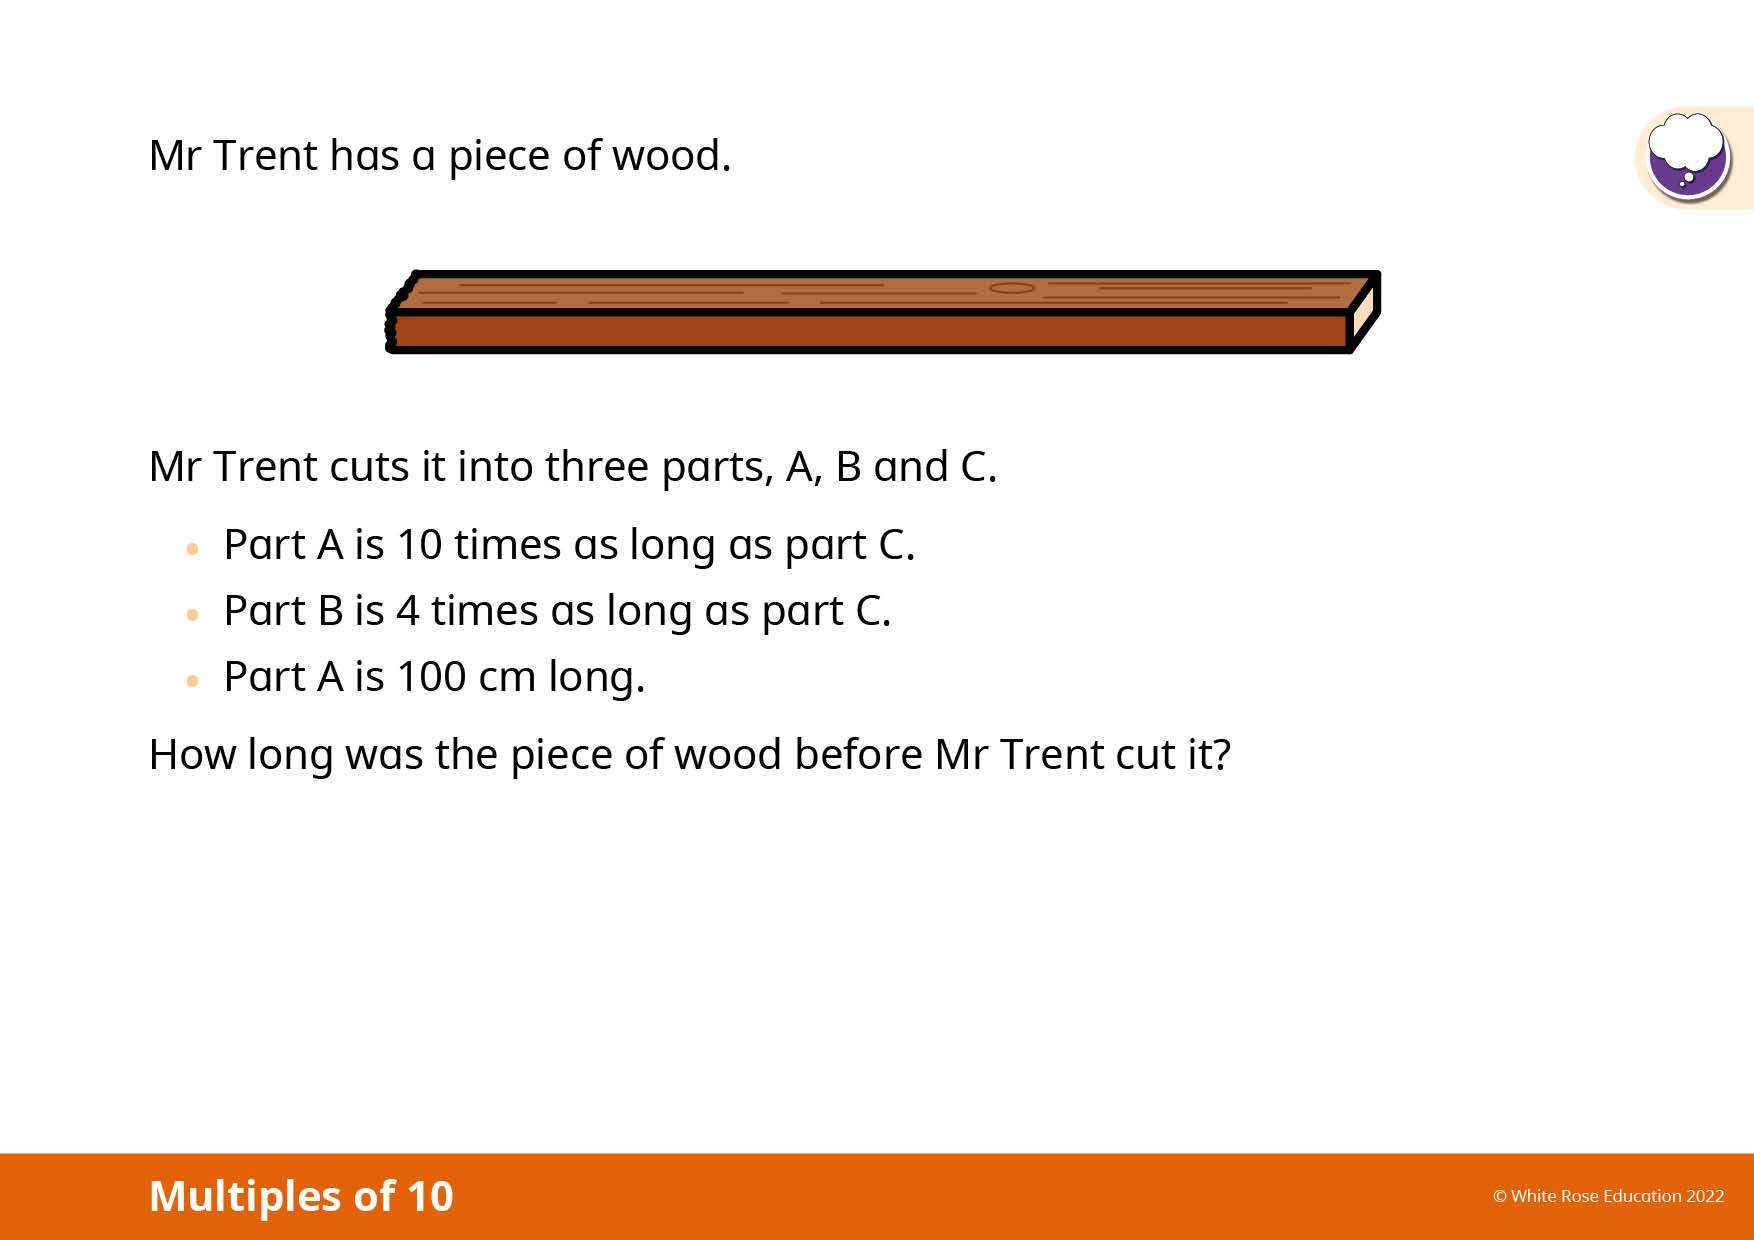 Mr Trent has a piece of wood.
Mr Trent cuts it into three parts, A, B and C.
• Part A is 10 times as long as part C.
• Part B is 4 times as long as part C.
• Part A is 100 cm long.
How long was the piece of wood before Mr Trent cut it?
Multiples of 10
© White Rose Education 2022